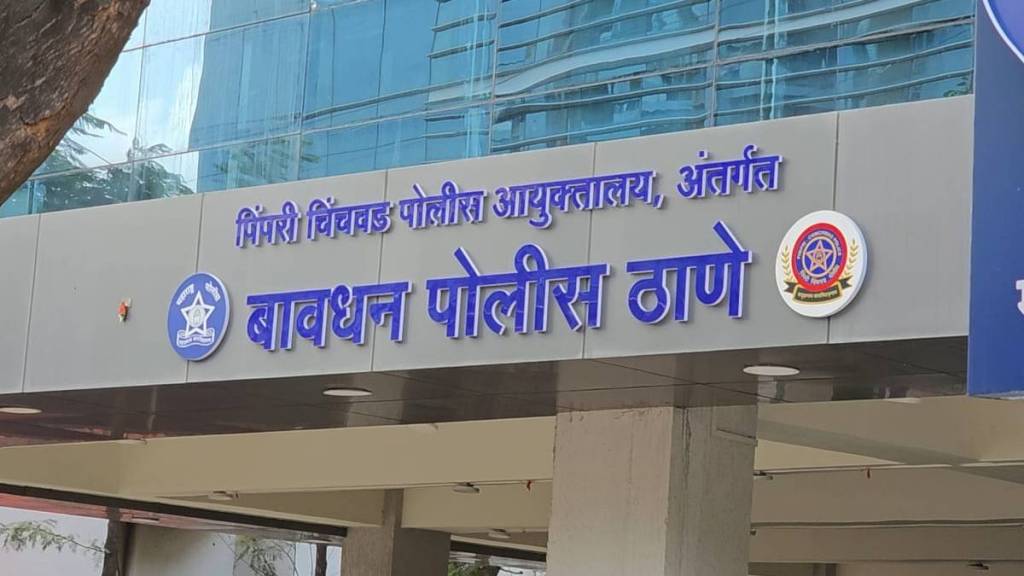 पिंपरी चिंचवड पोलीस आयुक्तालय, अंतर्गत
बावधन पोलीस ठाणे